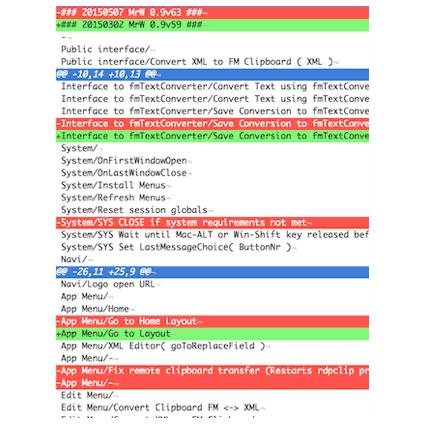 -### 20150507 MrW 0.9v63 ###¬
+### 20150302 MrW 0.9v59 ###¬
-¬
Public interface/¬
Public interface/Convert XML to FM Clipboard ( XML )¬
@@ -10,14 +10,13 @@¬
Interface to fmTextConverter/Convert Text using fmTextConve
Interface to fmTextConverter/Convert Text using fmTextConve
Interface to fmTextConverter/Save Conversion to fmTextConve
-Interface to fmTextConverter/Save Conversion to fmTextConve
+Interface to fmTextConverter/Save Conversion to fmTextConve
System/¬
System/OnFirstWindowOpen¬
System/OnLastWindowClose¬
System/Install Menus¬
System/Refresh Menus¬
System/Reset session globals¬
-System/SYS CLOSE if system requirements not met¬
System/SYS Wait until Mac-ALT or Win-Shift key released bef
System/SYS Set LastMessageChoice( ButtonNr )¬
Navi/¬
@@ -26,11 +25,9 @@¬
Navi/Logo open URL¬
App Menu/¬
App Menu/Home¬
-App Menu/Go to Home Layout¬
+App Menu/Go to Layout¬
App Menu/XML Editor( goToReplaceField )¬
App Menu/-¬
-App Menu/Fix remote clipboard transfer (Restarts rdpclip pr
-App Menu/-¬
Edit Menu/¬
Edit Menu/Convert Clipboard FM <-> XML¬